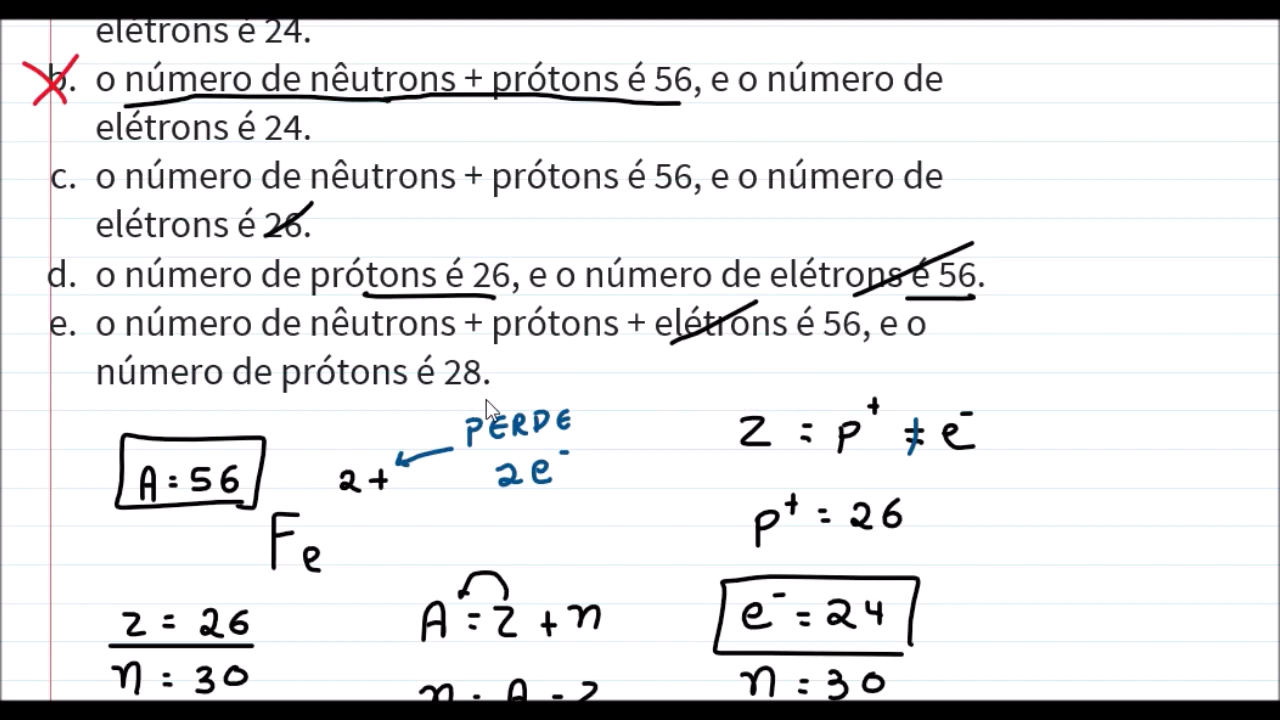 elétrons é 24.
b. o número de nêutrons + prótons é 56, e o número de
elétrons é 24.
c. o número de nêutrons + prótons é 56, e o número de
elétrons é 26.
d. o número de prótons é 26, e o número de elétrons é 56.
e. o número de nêutrons + prótons + elétrons é 56, e o
número de prótons é 28.
PERDE
2e⁻
A = 56
2+
Fe
Z = 26
n = 30
A = Z + n
n = A - Z
Z = p⁺ ≠ e⁻
p⁺ = 26
e⁻ = 24
n = 30